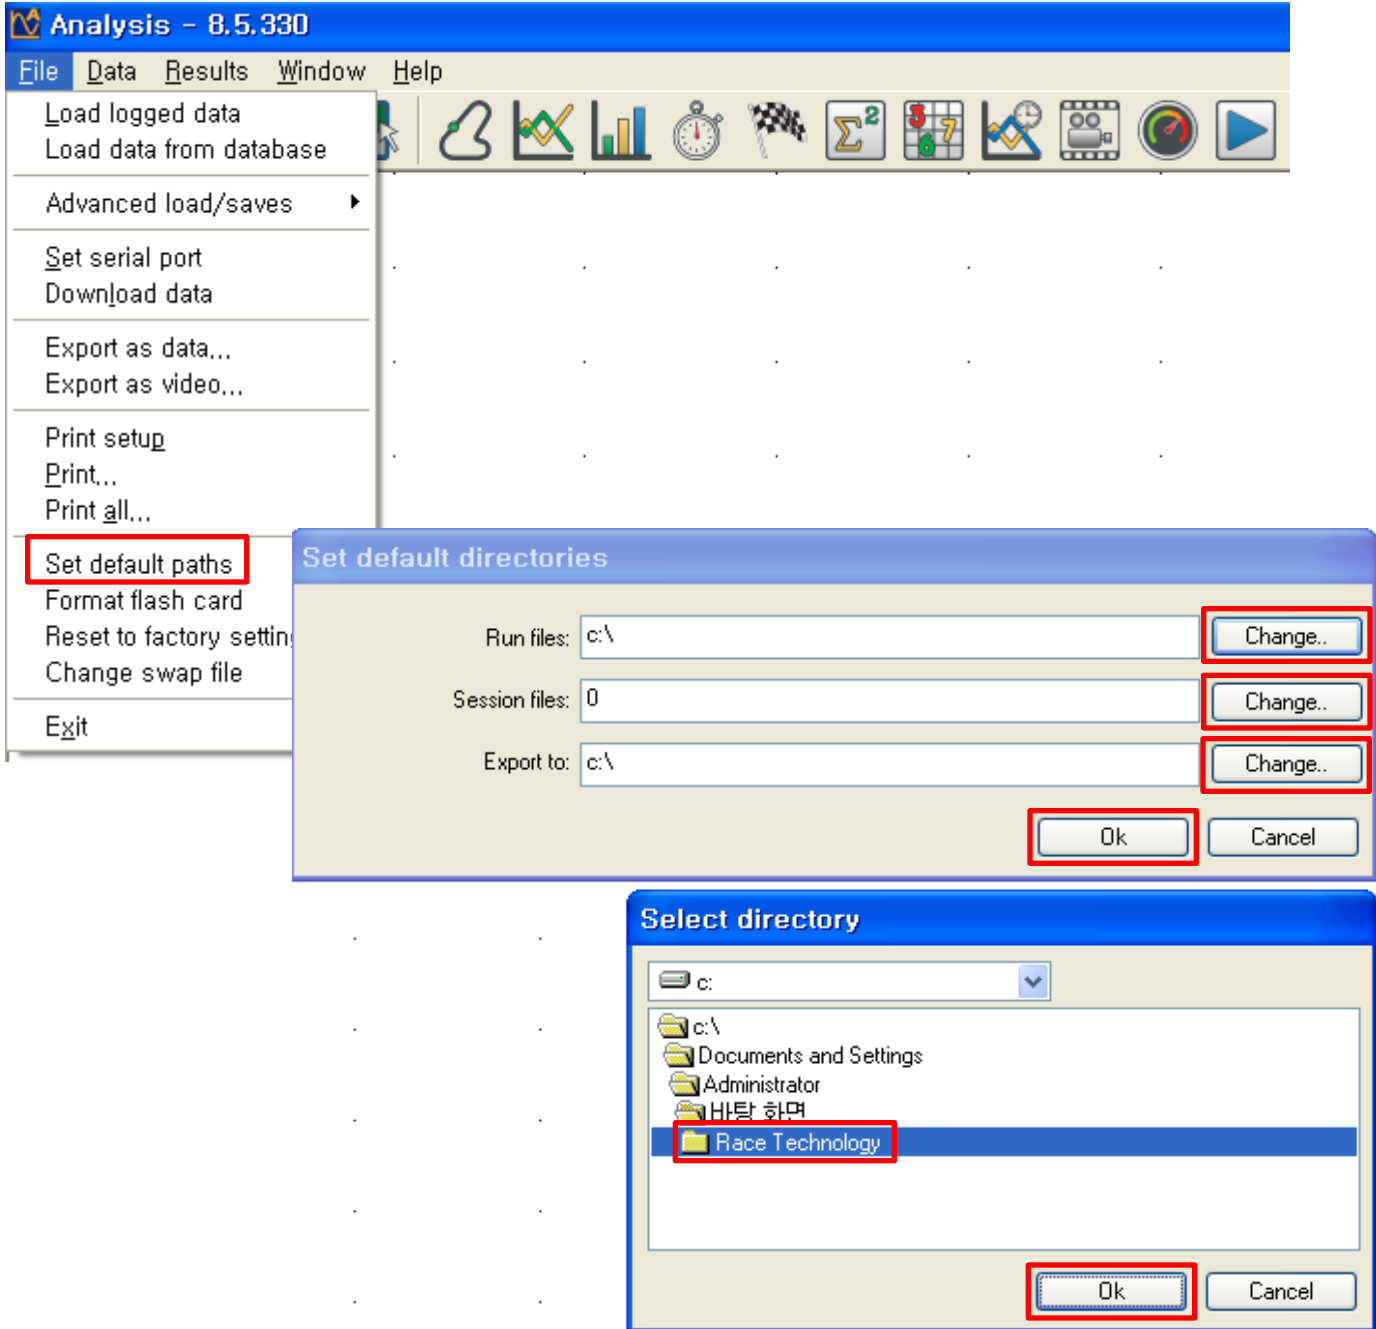 Analysis - 8.5.330
File Data Results Window Help
Load logged data
Load data from database
Advanced load/saves
Set serial port
Download data
Export as data...
Export as video...
Print setup
Print...
Print all...
Set default paths
Format flash card
Reset to factory settin
Change swap file
Exit
Set default directories
Run files: c:\ Change..
Session files: 0 Change..
Export to: c:\ Change..
Ok Cancel
Select directory
c:
c:\
Documents and Settings
Administrator
바탕 화면
Race Technology
Ok Cancel